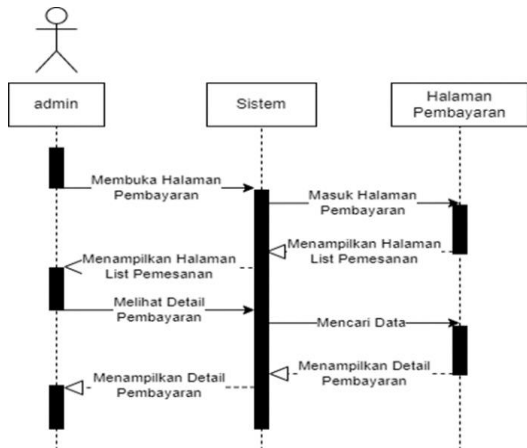 admin
Sistem
Halaman
Pembayaran
Membuka Halaman
Pembayaran
Masuk Halaman
Pembayaran
Menampilkan Halaman
List Pemesanan
Menampilkan Halaman
List Pemesanan
Melihat Detail
Pembayaran
Mencari Data
Menampilkan Detail
Pembayaran
Menampilkan Detail
Pembayaran